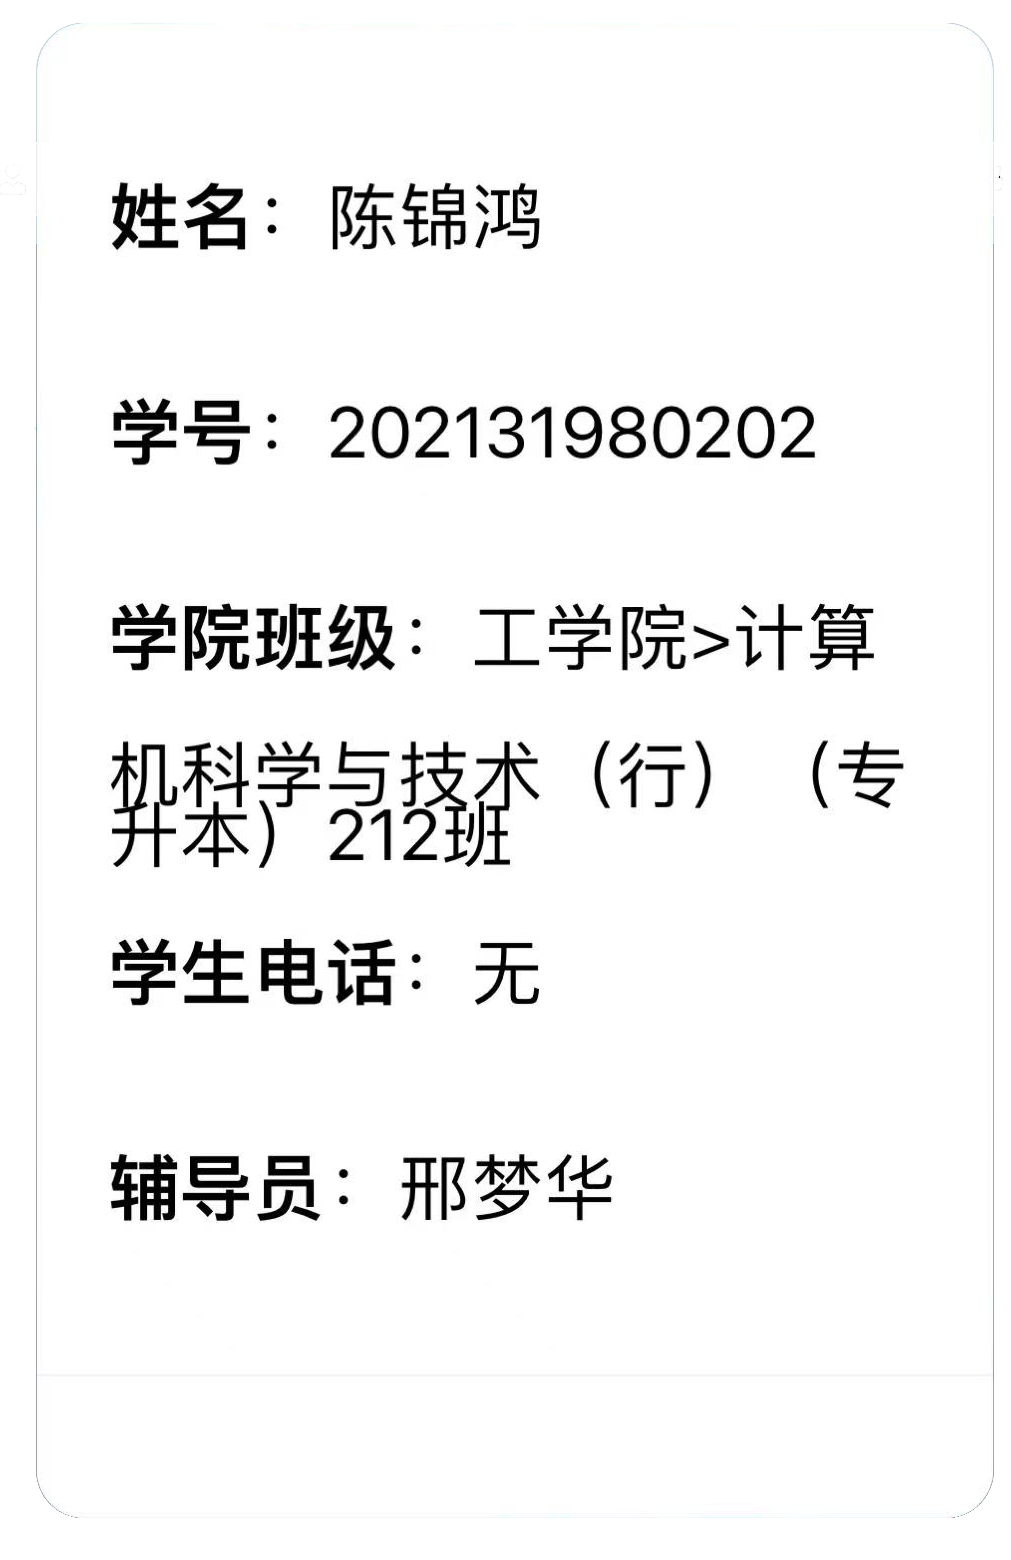 姓名：陈锦鸿
学号：202131980202
学院班级：工学院>计算
机科学与技术（行）（专
升本）212班
学生电话：无
辅导员：邢梦华